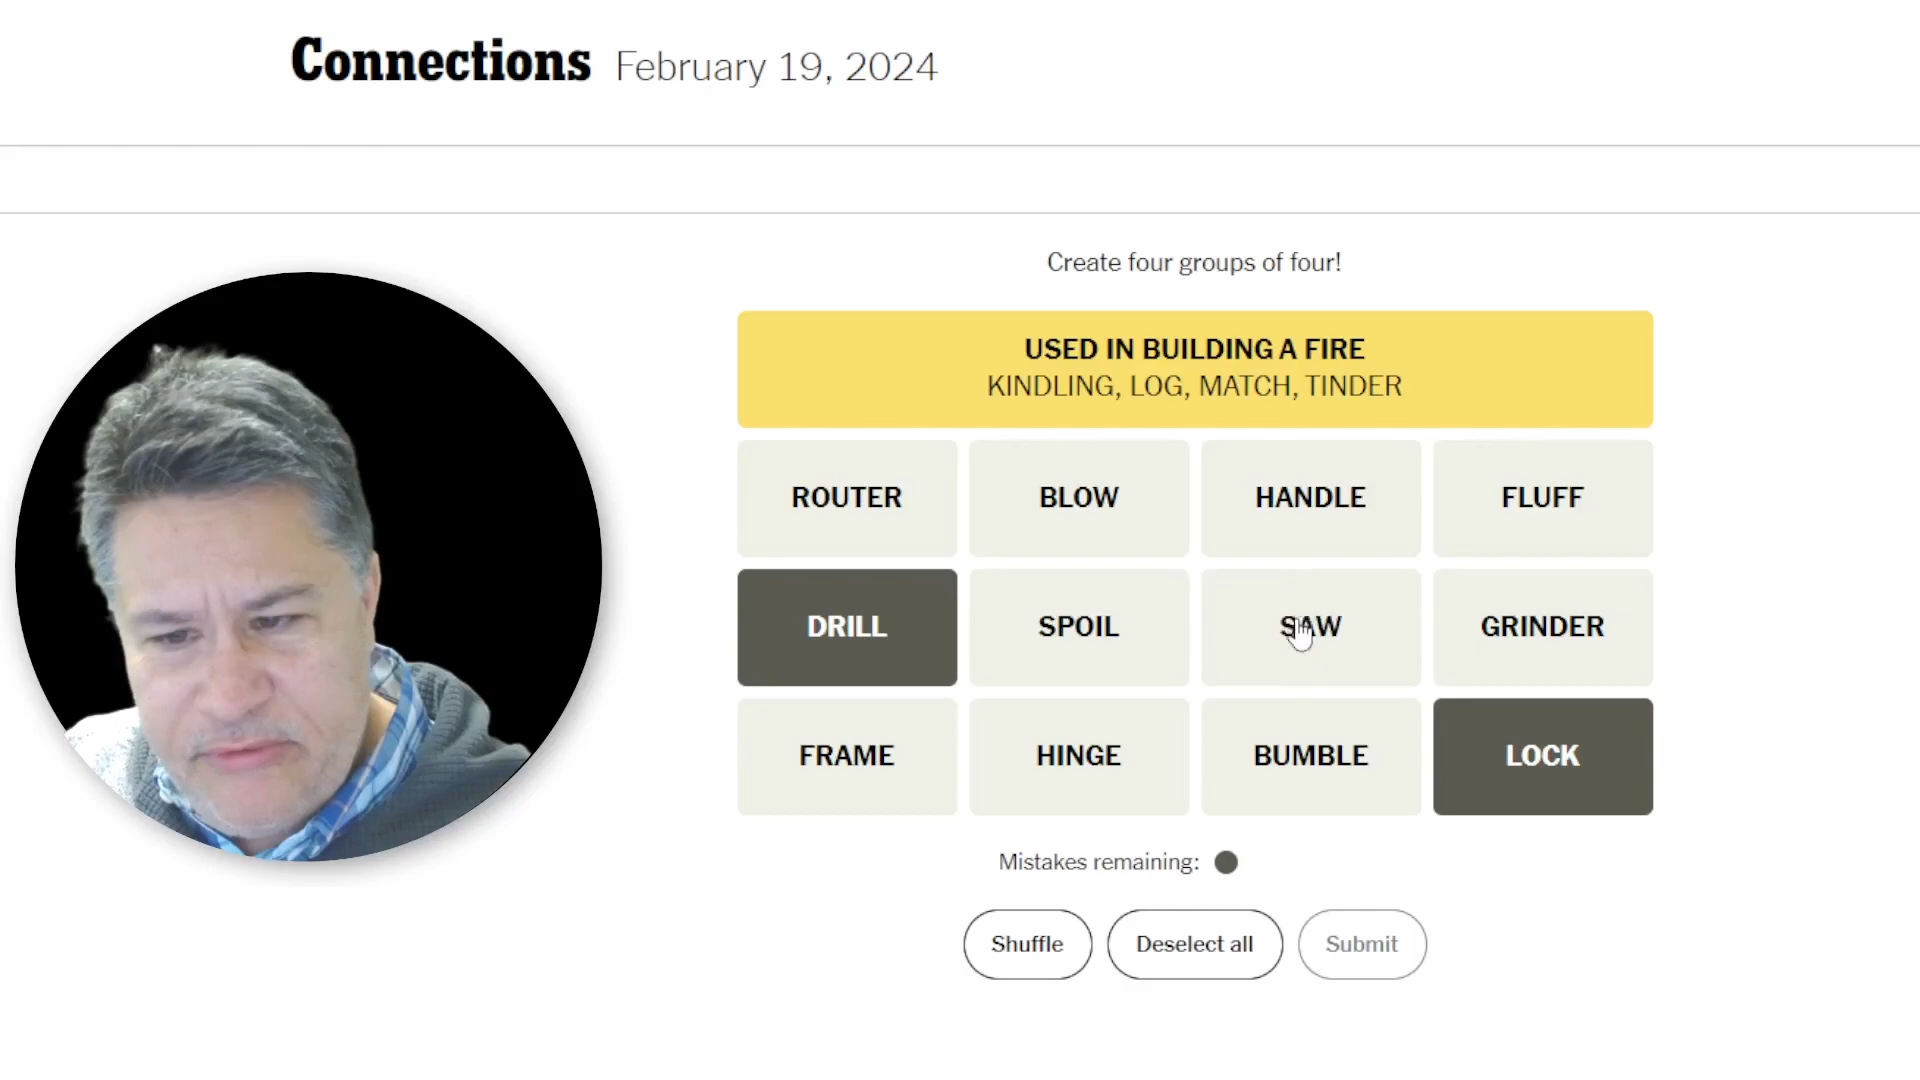 Connections February 19, 2024
Create four groups of four!
USED IN BUILDING A FIRE
KINDLING, LOG, MATCH, TINDER
ROUTER BLOW HANDLE FLUFF
DRILL SPOIL SAW GRINDER
FRAME HINGE BUMBLE LOCK
Mistakes remaining:
Shuffle Deselect all Submit